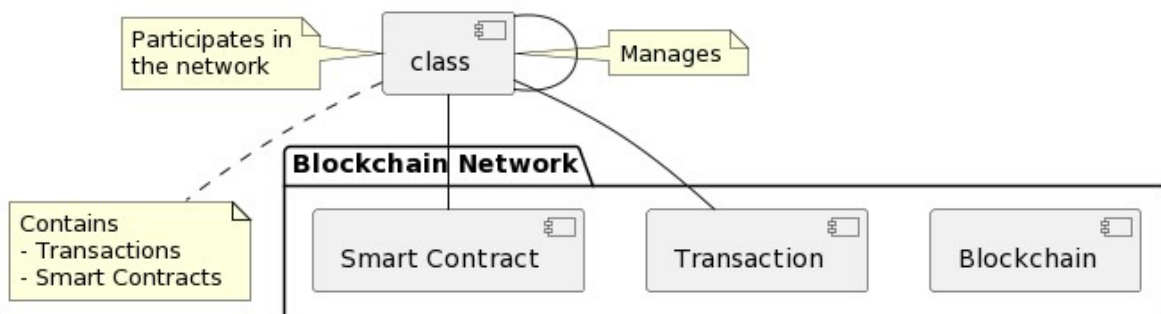 Participates in
the network
class
Manages
Blockchain Network
Contains
- Transactions
- Smart Contracts
Smart Contract
Transaction
Blockchain